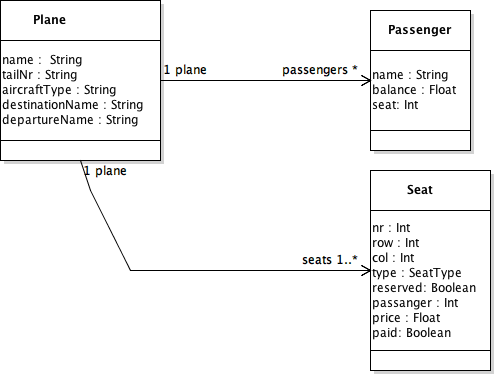 Plane
name :  String
tailNr : String
aircraftType : String
destinationName : String
departureName : String
1 plane
passengers *
Passenger
name : String
balance : Float
seat: Int
1 plane
seats 1..*
Seat
nr : Int
row : Int
col : Int
type : SeatType
reserved: Boolean
passanger : Int
price : Float
paid: Boolean